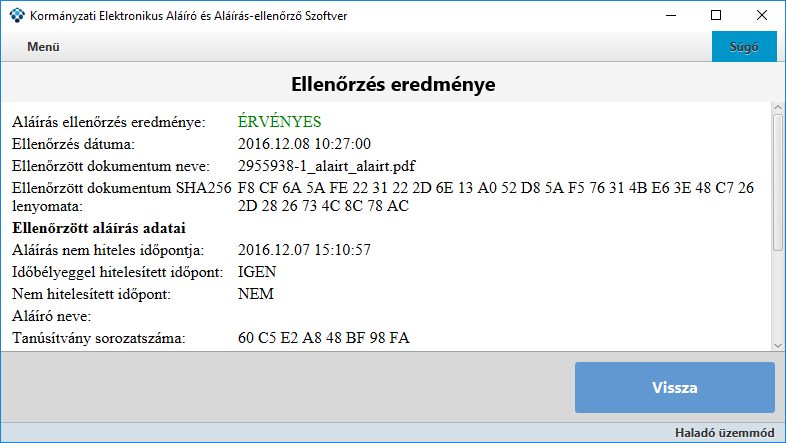 Kormányzati Elektronikus Aláíró és Aláírás-ellenőrző Szoftver
Menü
Súgó
Ellenőrzés eredménye
Aláírás ellenőrzés eredménye: ÉRVÉNYES
Ellenőrzés dátuma: 2016.12.08 10:27:00
Ellenőrzött dokumentum neve: 2955938-1_alairt_alairt.pdf
Ellenőrzött dokumentum SHA256 F8 CF 6A 5A FE 22 31 22 2D 6E 13 A0 52 D8 5A F5 76 31 4B E6 3E 48 C7 26
lenyomata: 2D 28 26 73 4C 8C 78 AC
Ellenőrzött aláírás adatai
Aláírás nem hiteles időpontja: 2016.12.07 15:10:57
Időbélyeggel hitelesített időpont: IGEN
Nem hitelesített időpont: NEM
Aláíró neve:
Tanúsítvány sorozatszáma: 60 C5 E2 A8 48 BF 98 FA
Vissza
Haladó üzemmód